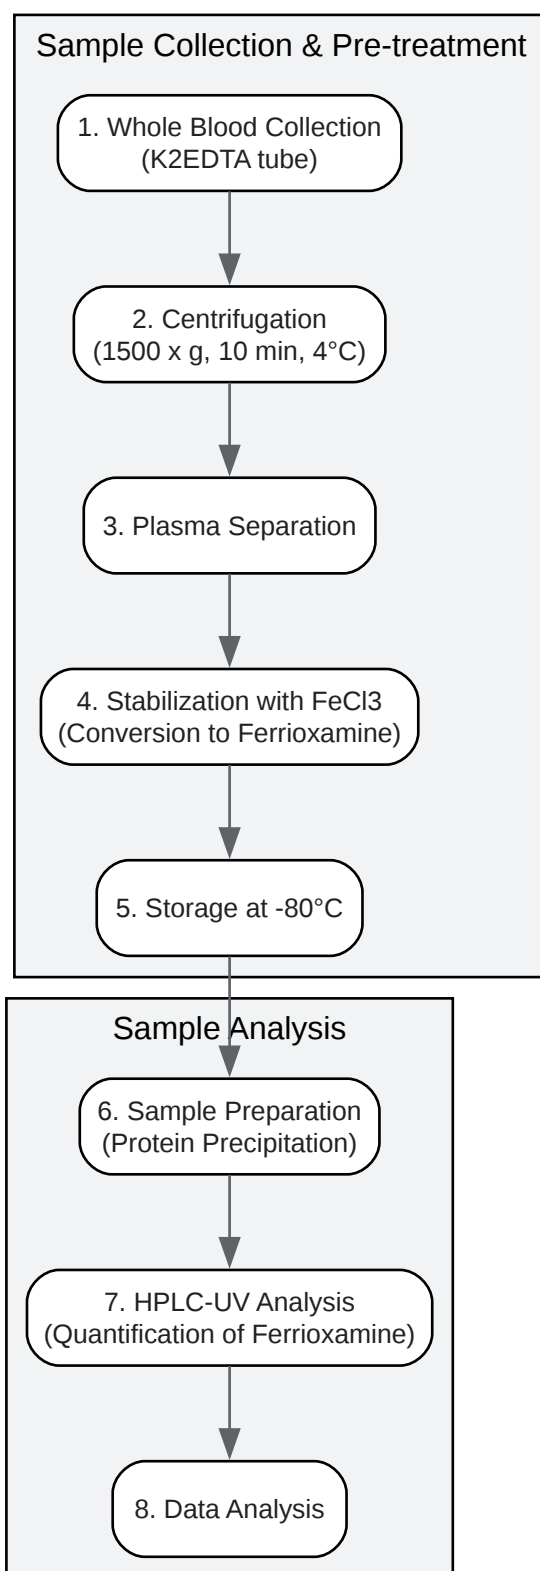 Sample Collection & Pre-treatment
1. Whole Blood Collection
(K2EDTA tube)
2. Centrifugation
(1500 x g, 10 min, 4°C)
3. Plasma Separation
4. Stabilization with FeCl3
(Conversion to Ferrioxamine)
5. Storage at -80°C
Sample Analysis
6. Sample Preparation
(Protein Precipitation)
7. HPLC-UV Analysis
(Quantification of Ferrioxamine)
8. Data Analysis